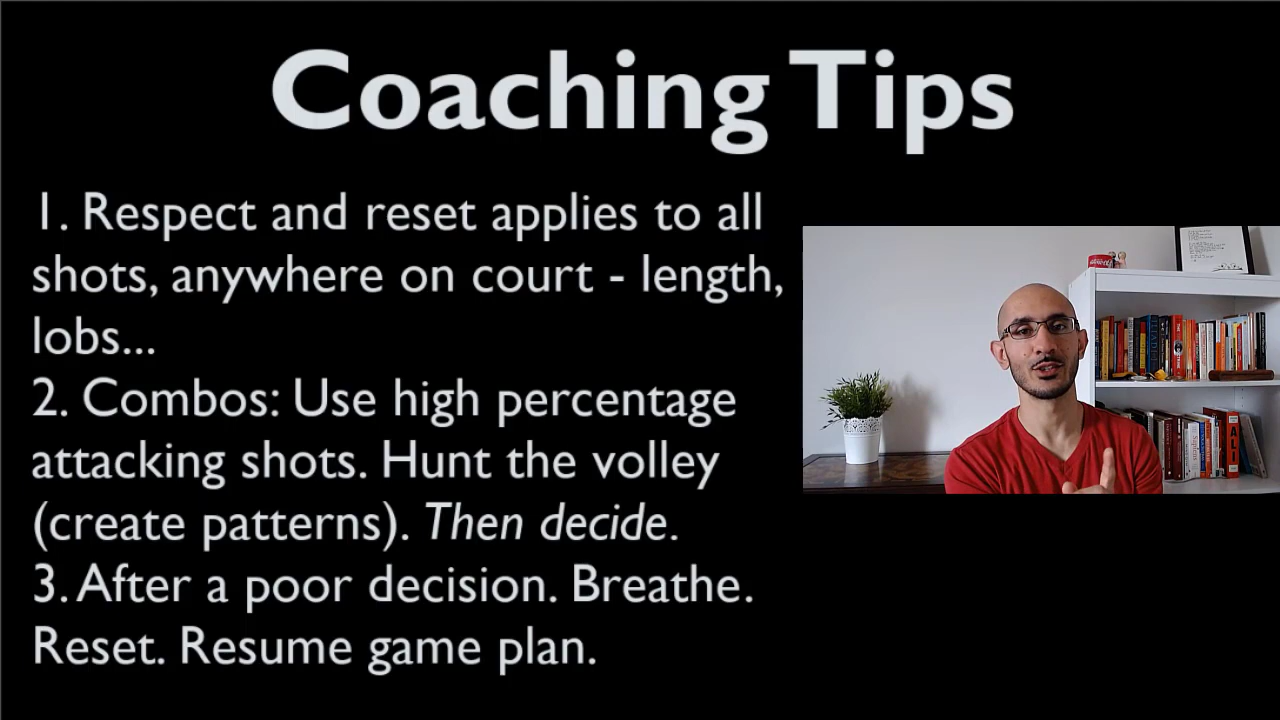 Coaching Tips
1. Respect and reset applies to all
shots, anywhere on court - length,
lobs...
2. Combos: Use high percentage
attacking shots. Hunt the volley
(create patterns). Then decide.
3. After a poor decision. Breathe.
Reset. Resume game plan.